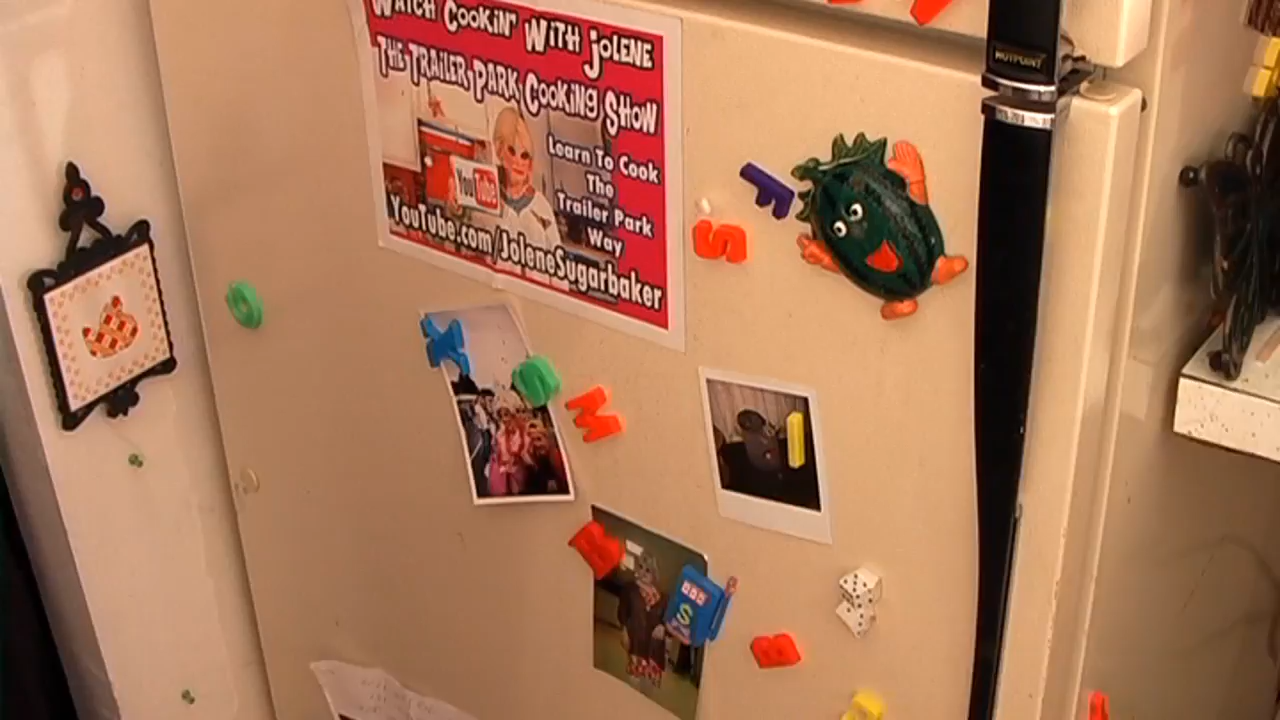 WATCH COOKIN' WITH JOLENE
THE TRAILER PARK COOKING SHOW
Learn To Cook
The
Trailer Park
Way
YouTube
YouTube.com/JoleneSugarbaker
HOTPOINT
F
S
X
M
S
B